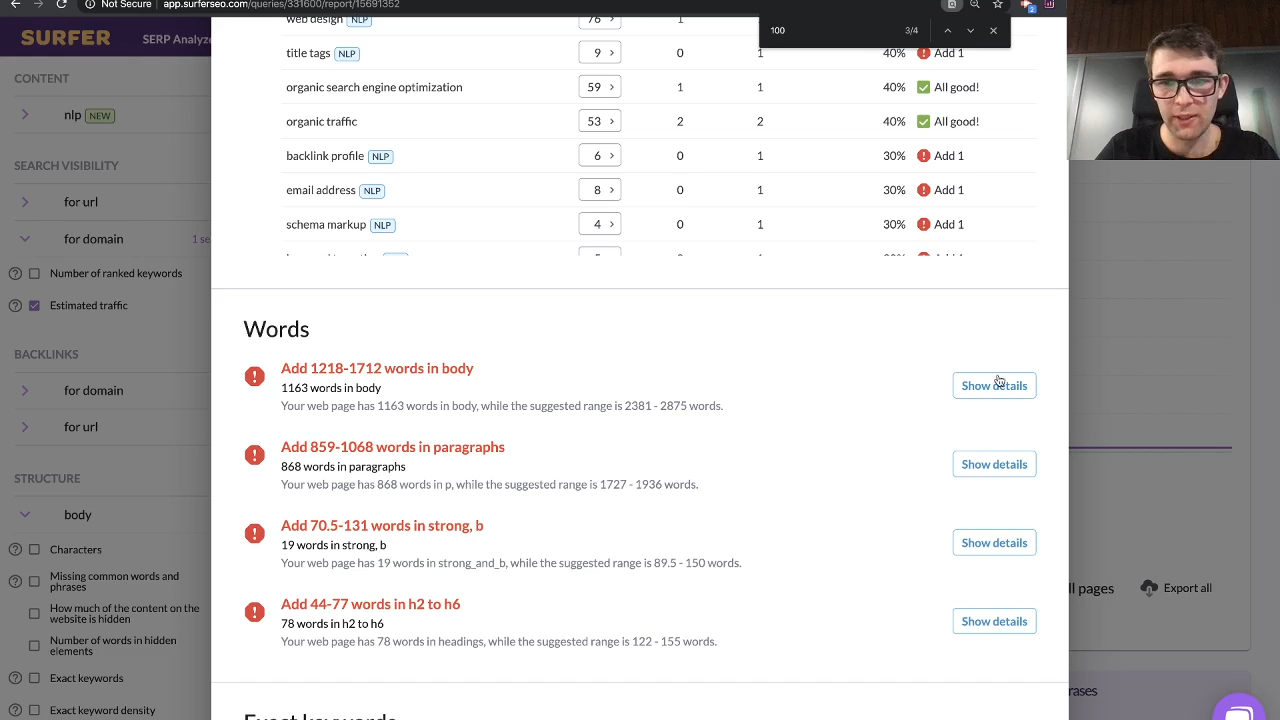 Not Secure app.surferseo.com/queries/331600/report/15691352
SURFER SERP Analyze
100 3/4
CONTENT
nlp NEW
SEARCH VISIBILITY
for url
for domain 1 se
Number of ranked keywords
BACKLINKS
for domain
for url
STRUCTURE
body
Characters
Missing common words and
phrases
How much of the content on the
website is hidden
Number of words in hidden
elements
Exact keywords
Exact keyword density
web design NLP 76 > 1
title tags NLP 9 > 0 1 40% Add 1
organic search engine optimization 59 > 1 1 40% All good!
organic traffic 53 > 2 2 40% All good!
backlink profile NLP 6 > 0 1 30% Add 1
email address NLP 8 > 0 1 30% Add 1
schema markup NLP 4 > 0 1 30% Add 1
Words
Add 1218-1712 words in body
1163 words in body
Your web page has 1163 words in body, while the suggested range is 2381 - 2875 words.
Show details
Add 859-1068 words in paragraphs
868 words in paragraphs
Your web page has 868 words in p, while the suggested range is 1727 - 1936 words.
Show details
Add 70.5-131 words in strong, b
19 words in strong, b
Your web page has 19 words in strong_and_b, while the suggested range is 89.5 - 150 words.
Show details
Add 44-77 words in h2 to h6
78 words in h2 to h6
Your web page has 78 words in headings, while the suggested range is 122 - 155 words.
Show details
Exact keywords
ll pages Export all
rases